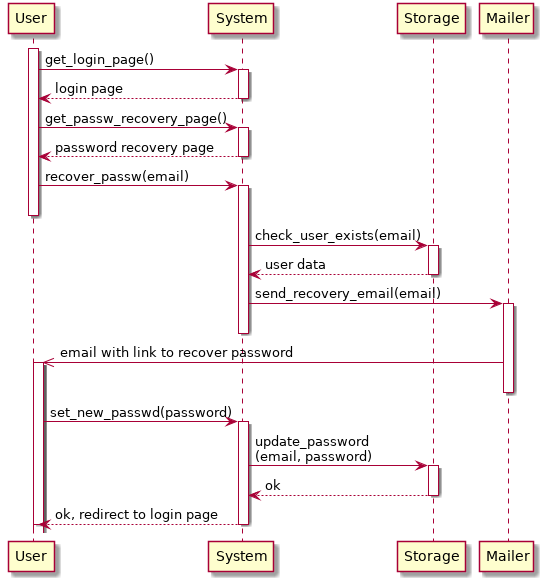 User System Storage Mailer
get_login_page()
login page
get_passw_recovery_page()
password recovery page
recover_passw(email)
check_user_exists(email)
user data
send_recovery_email(email)
email with link to recover password
set_new_passwd(password)
update_password
(email, password)
ok
ok, redirect to login page
User System Storage Mailer